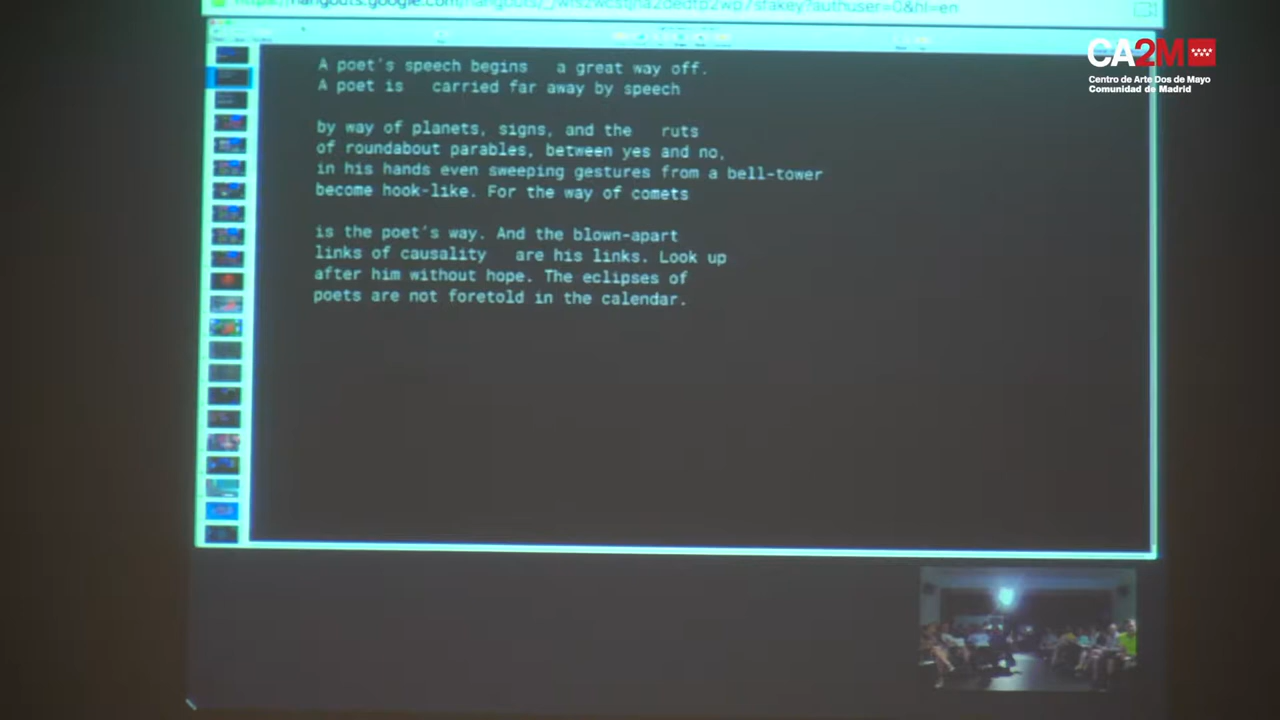 A poet's speech begins a great way off.
A poet is carried far away by speech
by way of planets, signs, and the ruts
of roundabout parables, between yes and no,
in his hands even sweeping gestures from a bell-tower
become hook-like. For the way of comets
is the poet's way. And the blown-apart
links of causality are his links. Look up
after him without hope. The eclipses of
poets are not foretold in the calendar.
CA2M
Centro de Arte Dos de Mayo
Comunidad de Madrid